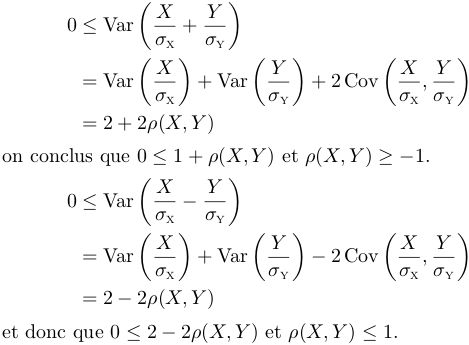 0 ≤ Var ( X/σ_X + Y/σ_Y )
= Var ( X/σ_X ) + Var ( Y/σ_Y ) + 2 Cov ( X/σ_X , Y/σ_Y )
= 2 + 2ρ(X, Y)
on conclus que 0 ≤ 1 + ρ(X, Y) et ρ(X, Y) ≥ −1.
0 ≤ Var ( X/σ_X − Y/σ_Y )
= Var ( X/σ_X ) + Var ( Y/σ_Y ) − 2 Cov ( X/σ_X , Y/σ_Y )
= 2 − 2ρ(X, Y)
et donc que 0 ≤ 2 − 2ρ(X, Y) et ρ(X, Y) ≤ 1.